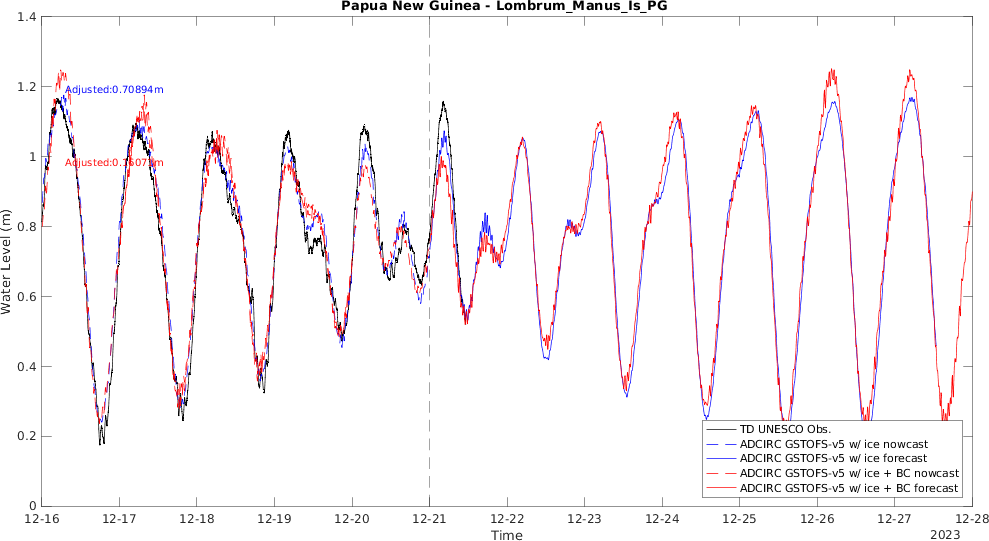 Papua New Guinea - Lombrum_Manus_Is_PG
1.4
1.2
1
0.8
0.6
0.4
0.2
0
Water Level (m)
Adjusted:0.70894m
12-16
12-17
12-18
12-19
12-20
12-21
12-22
12-23
12-24
12-25
12-26
12-27
12-28
Time
2023
TD UNESCO Obs.
ADCIRC GSTOFS-v5 w/ ice nowcast
ADCIRC GSTOFS-v5 w/ ice forecast
ADCIRC GSTOFS-v5 w/ ice + BC nowcast
ADCIRC GSTOFS-v5 w/ ice + BC forecast